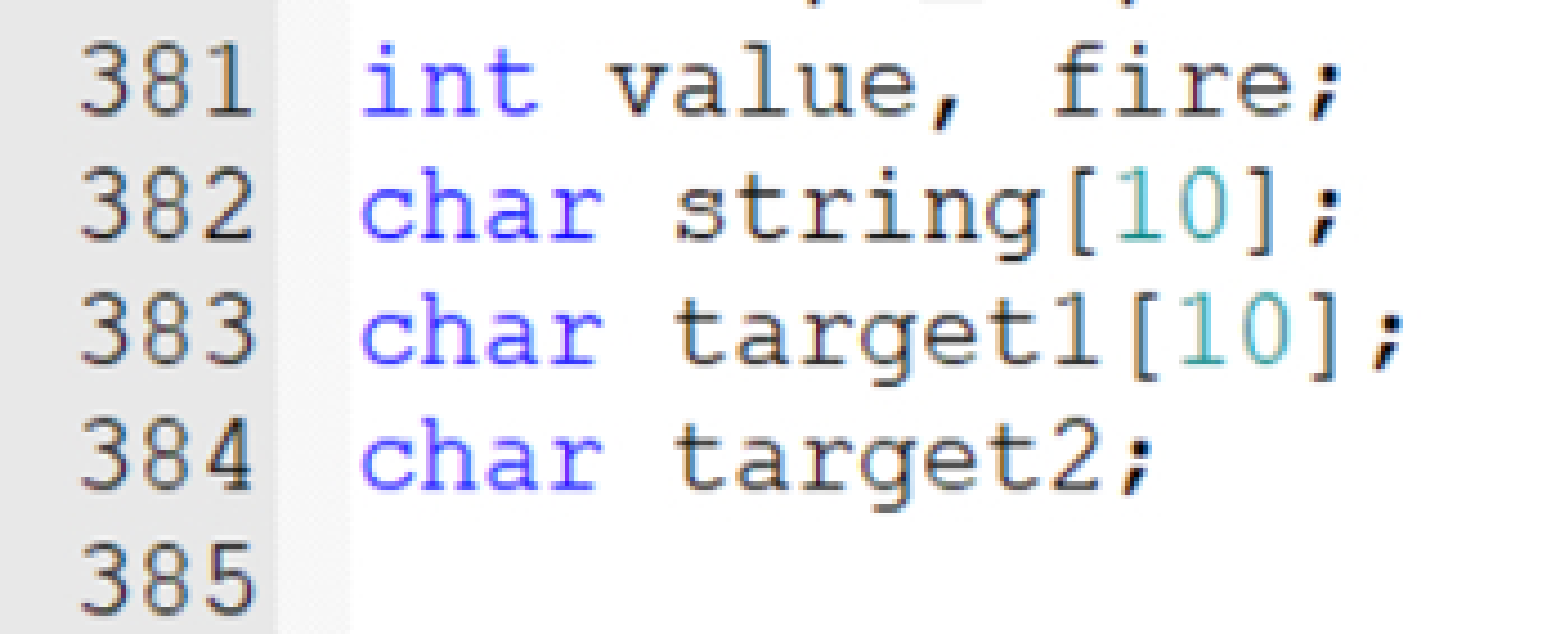 381 int value, fire;
382 char string[10];
383 char target1[10];
384 char target2;
385